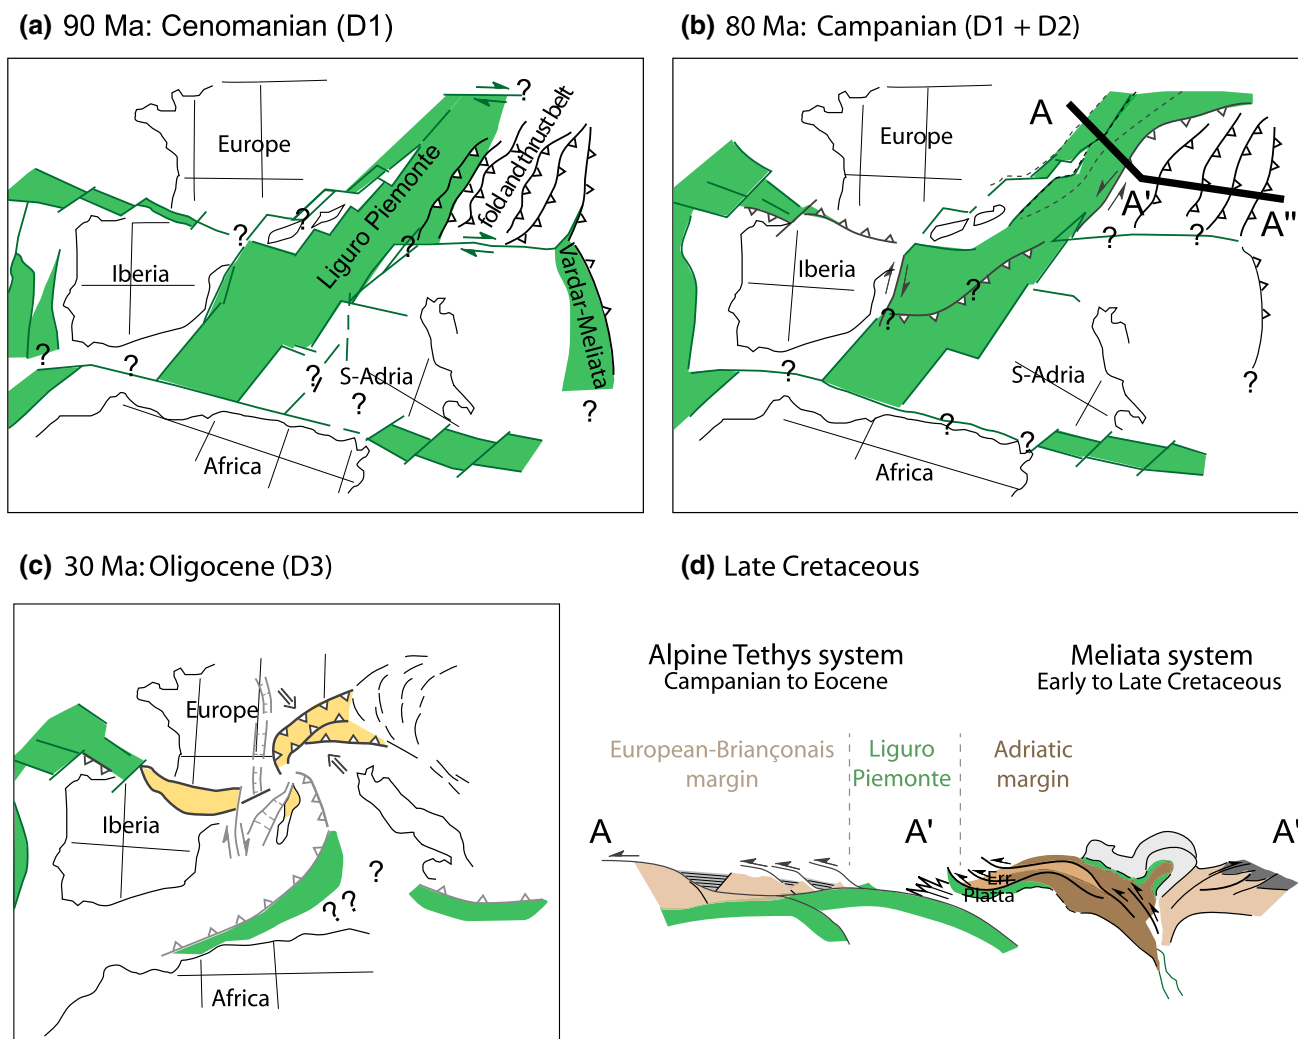 (a) 90 Ma: Cenomanian (D1)
?
Europe
fold and thrust belt
Liguro Piemonte
?
?
?
Iberia
Vardar-Meliata
?
?
?
S-Adria
?
?
Africa
(b) 80 Ma: Campanian (D1 + D2)
A
Europe
A'
A"
?
?
Iberia
?
?
?
S-Adria
?
?
?
Africa
(c) 30 Ma: Oligocene (D3)
Europe
Iberia
?
??
Africa
(d) Late Cretaceous
Alpine Tethys system
Campanian to Eocene
Meliata system
Early to Late Cretaceous
European-Briançonais
margin
Liguro
Piemonte
Adriatic
margin
A
A'
A'
Err
Platta